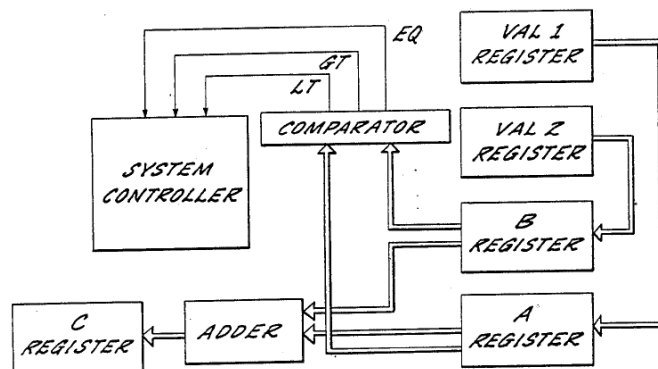 EQ
GT
LT
VAL 1
REGISTER
COMPARATOR
VAL 2
REGISTER
SYSTEM
CONTROLLER
B
REGISTER
C
REGISTER
ADDER
A
REGISTER